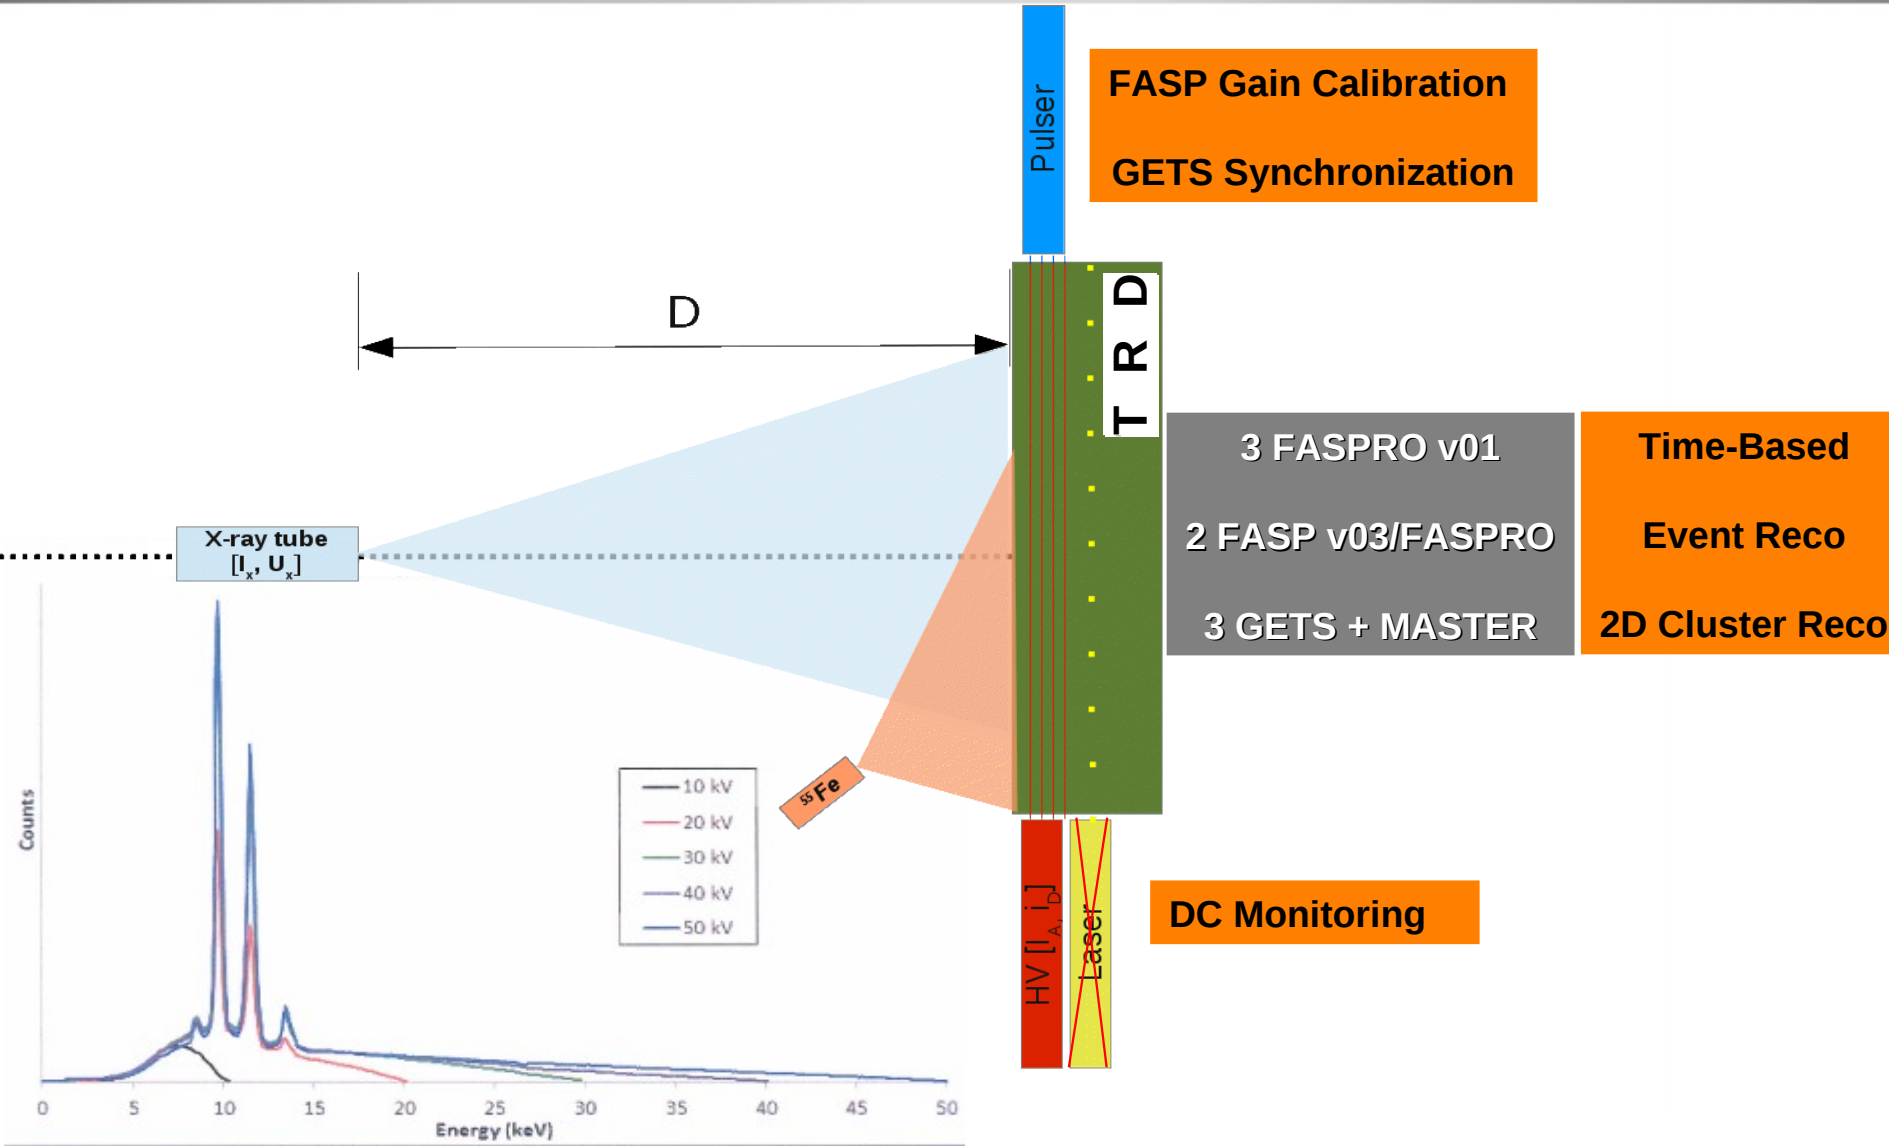 Pulser
FASP Gain Calibration
GETS Synchronization
D
T R D
3 FASPRO v01
2 FASP v03/FASPRO
3 GETS + MASTER
Time-Based
Event Reco
2D Cluster Reco
X-ray tube
[Ix, Ux]
55Fe
10 kV
20 kV
30 kV
40 kV
50 kV
Counts
0 5 10 15 20 25 30 35 40 45 50
Energy (keV)
HV [IA, iD]
Laser
DC Monitoring